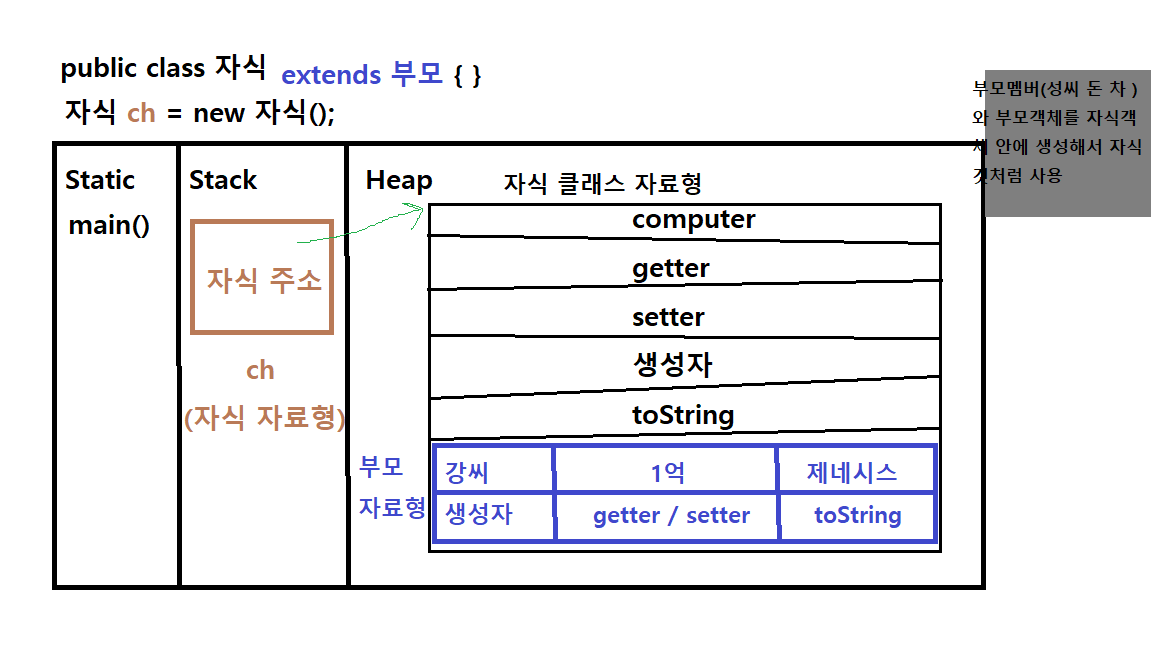 public class 자식 extends 부모 { }
자식 ch = new 자식();
부모멤버(성씨 돈 차 )
와 부모객체를 자식객
체 안에 생성해서 자식
것처럼 사용
Static
main()
Stack
자식 주소
ch
(자식 자료형)
Heap
자식 클래스 자료형
computer
getter
setter
생성자
toString
부모
자료형
강씨 1억 제네시스
생성자 getter / setter toString